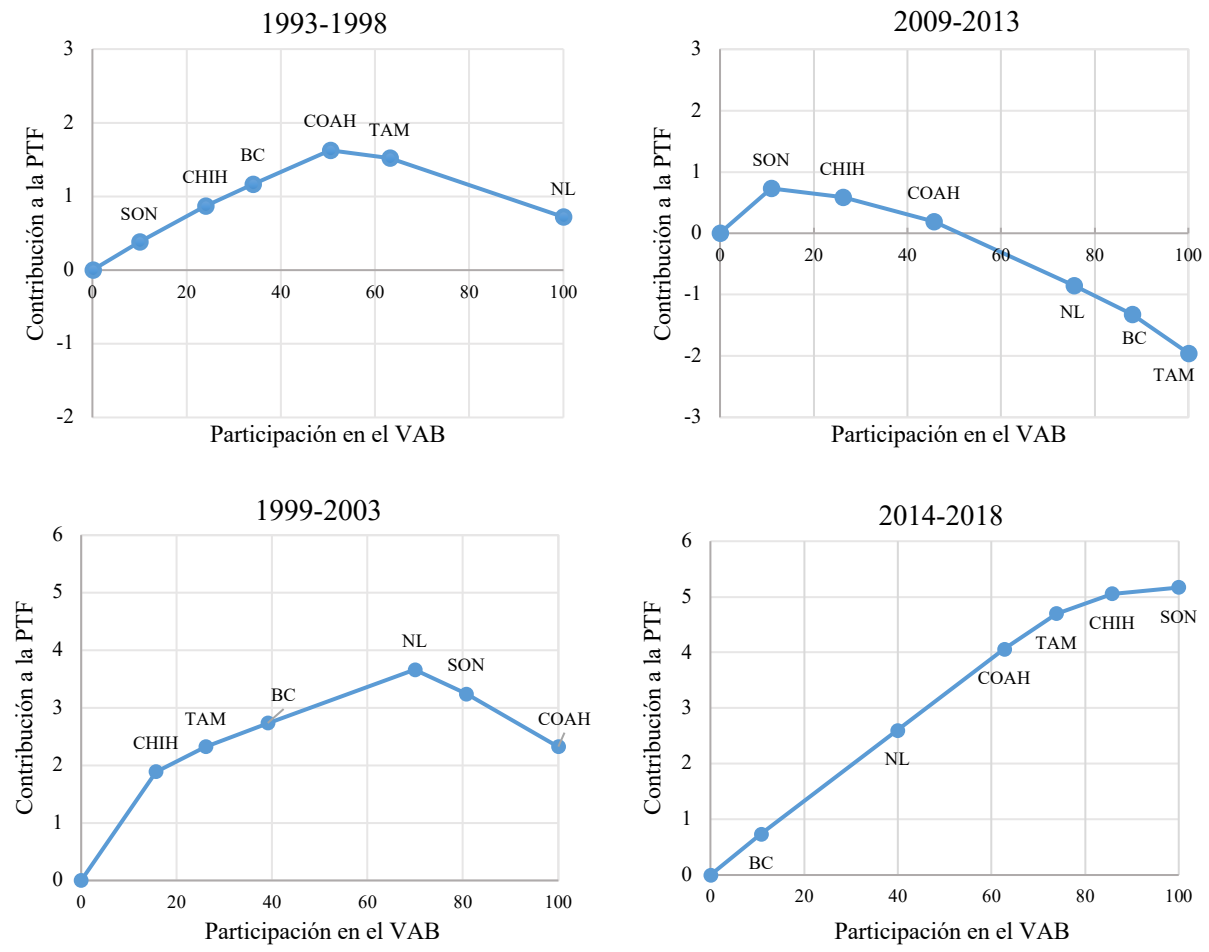 1993-1998
Contribución a la PTF
3
2
1
0
-1
-2
0 20 40 60 80 100
SON
CHIH
BC
COAH
TAM
NL
Participación en el VAB
2009-2013
Contribución a la PTF
3
2
1
0
-1
-2
-3
0 20 40 60 80 100
SON
CHIH
COAH
NL
BC
TAM
Participación en el VAB
1999-2003
Contribución a la PTF
6
5
4
3
2
1
0
0 20 40 60 80 100
CHIH
TAM
BC
NL
SON
COAH
Participación en el VAB
2014-2018
Contribución a la PTF
6
5
4
3
2
1
0
0 20 40 60 80 100
BC
NL
COAH
TAM
CHIH
SON
Participación en el VAB